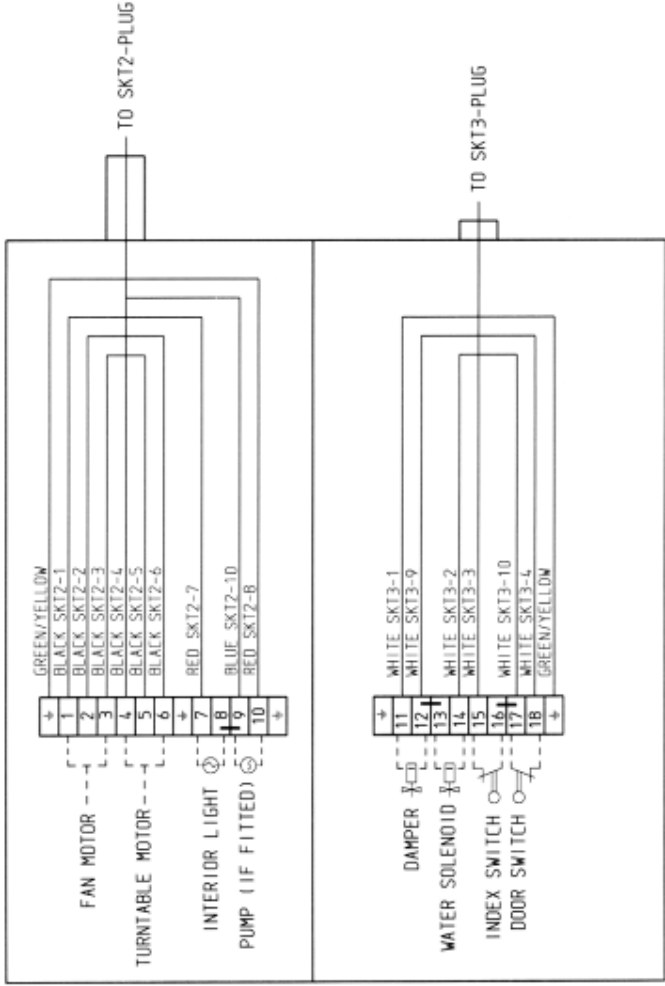 TO SKT2-PLUG
GREEN/YELLOW
BLACK SKT2-1
BLACK SKT2-2
BLACK SKT2-3
BLACK SKT2-4
BLACK SKT2-5
BLACK SKT2-6
RED SKT2-7
BLUE SKT2-10
RED SKT2-8
1
2
3
4
5
6
7
8
9
10
FAN MOTOR
TURNTABLE MOTOR
INTERIOR LIGHT
PUMP (IF FITTED)
TO SKT3-PLUG
WHITE SKT3-1
WHITE SKT3-9
WHITE SKT3-2
WHITE SKT3-3
WHITE SKT3-10
WHITE SKT3-4
GREEN/YELLOW
11
12
13
14
15
16
17
18
DAMPER
WATER SOLENOID
INDEX SWITCH
DOOR SWITCH